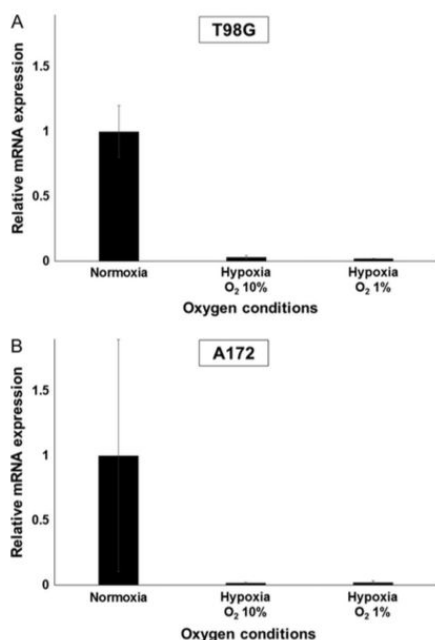 A
T98G
Relative mRNA expression
1.5
1
0.5
0
Normoxia
Hypoxia
O₂ 10%
Hypoxia
O₂ 1%
Oxygen conditions
B
A172
Relative mRNA expression
1.5
1
0.5
0
Normoxia
Hypoxia
O₂ 10%
Hypoxia
O₂ 1%
Oxygen conditions